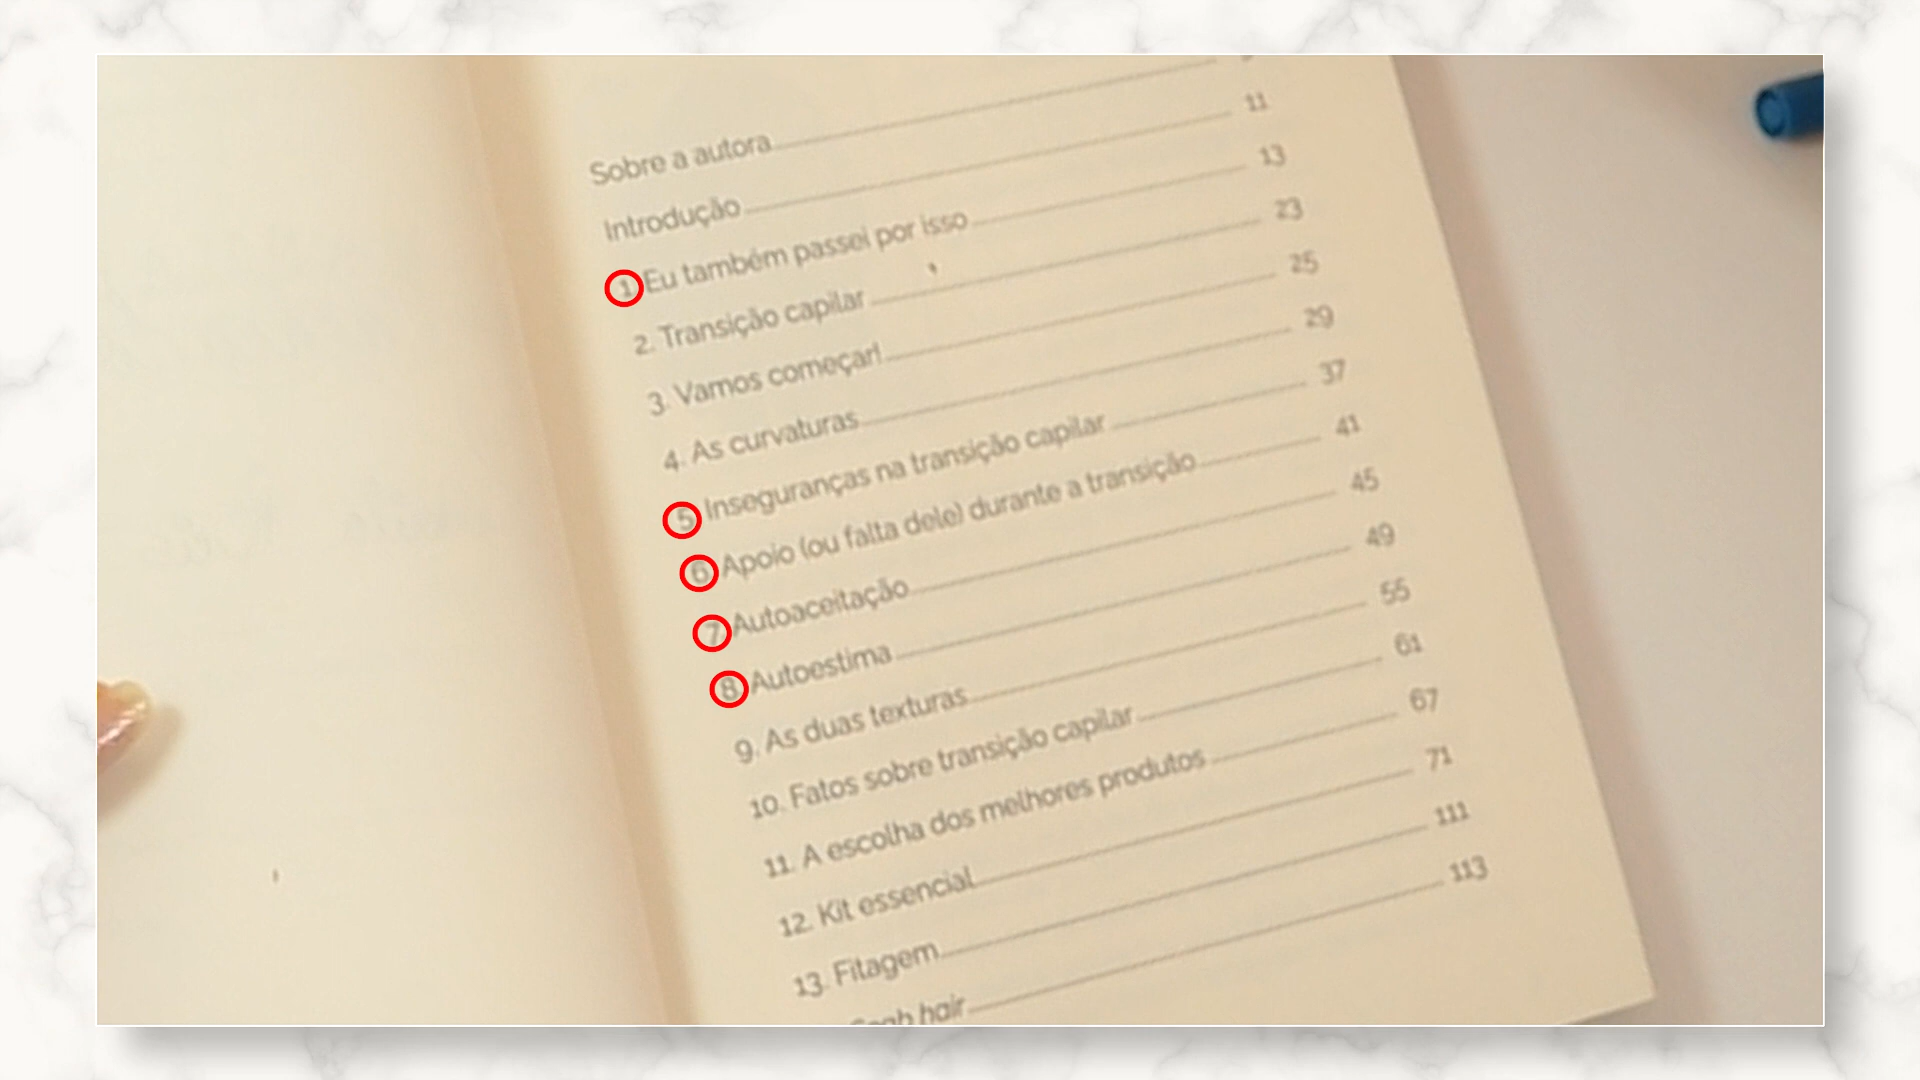 Sobre a autora
Introdução 11
1. Eu também passei por isso 13
2. Transição capilar 23
3. Vamos começar! 25
4. As curvaturas 29
5. Inseguranças na transição capilar 37
6. Apoio (ou falta dele) durante a transição 41
7. Autoaceitação 45
8. Autoestima 49
9. As duas texturas 55
10. Fatos sobre transição capilar 61
11. A escolha dos melhores produtos 67
12. Kit essencial 71
13. Fitagem 111
hair 113